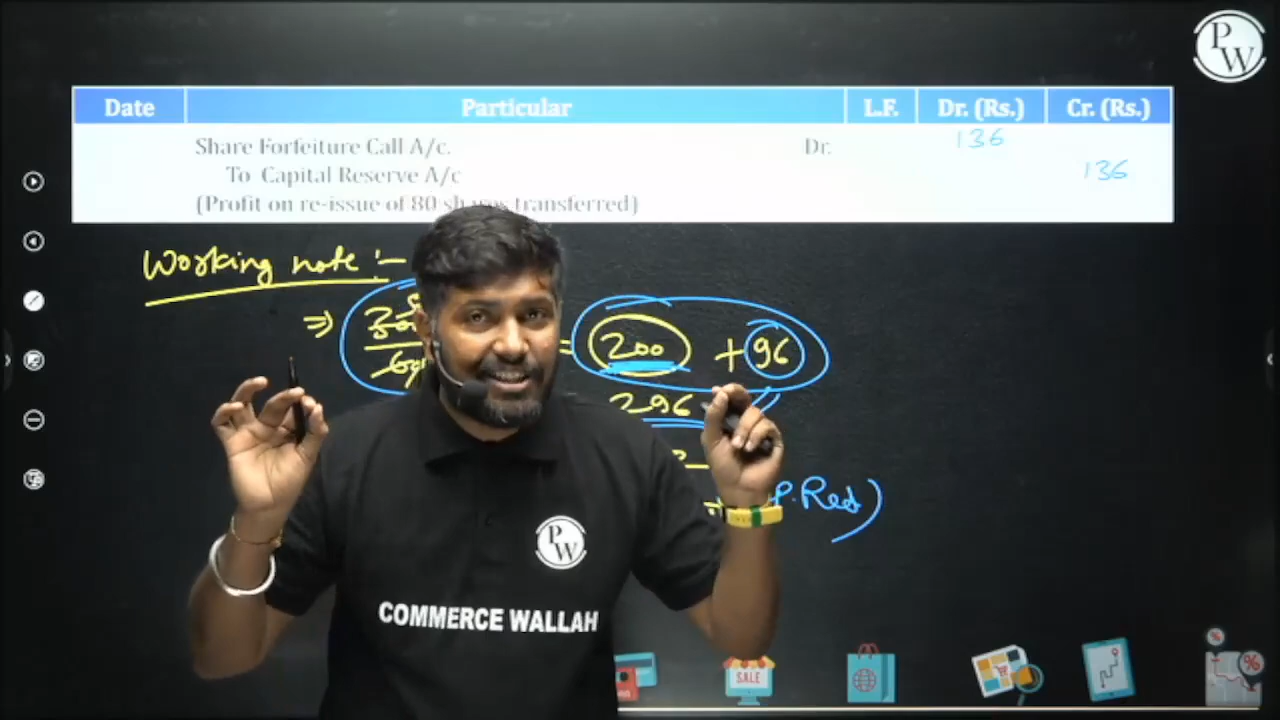 PW
Date Particular L.F. Dr. (Rs.) Cr. (Rs.)
Share Forfeiture Call A/c. Dr. 136
To Capital Reserve A/c 136
(Profit on re-issue of 80 transferred)
Working note :-
⇒ = 200 + 96
296
P. Red)
PW
COMMERCE WALLAH
SALE
%
%